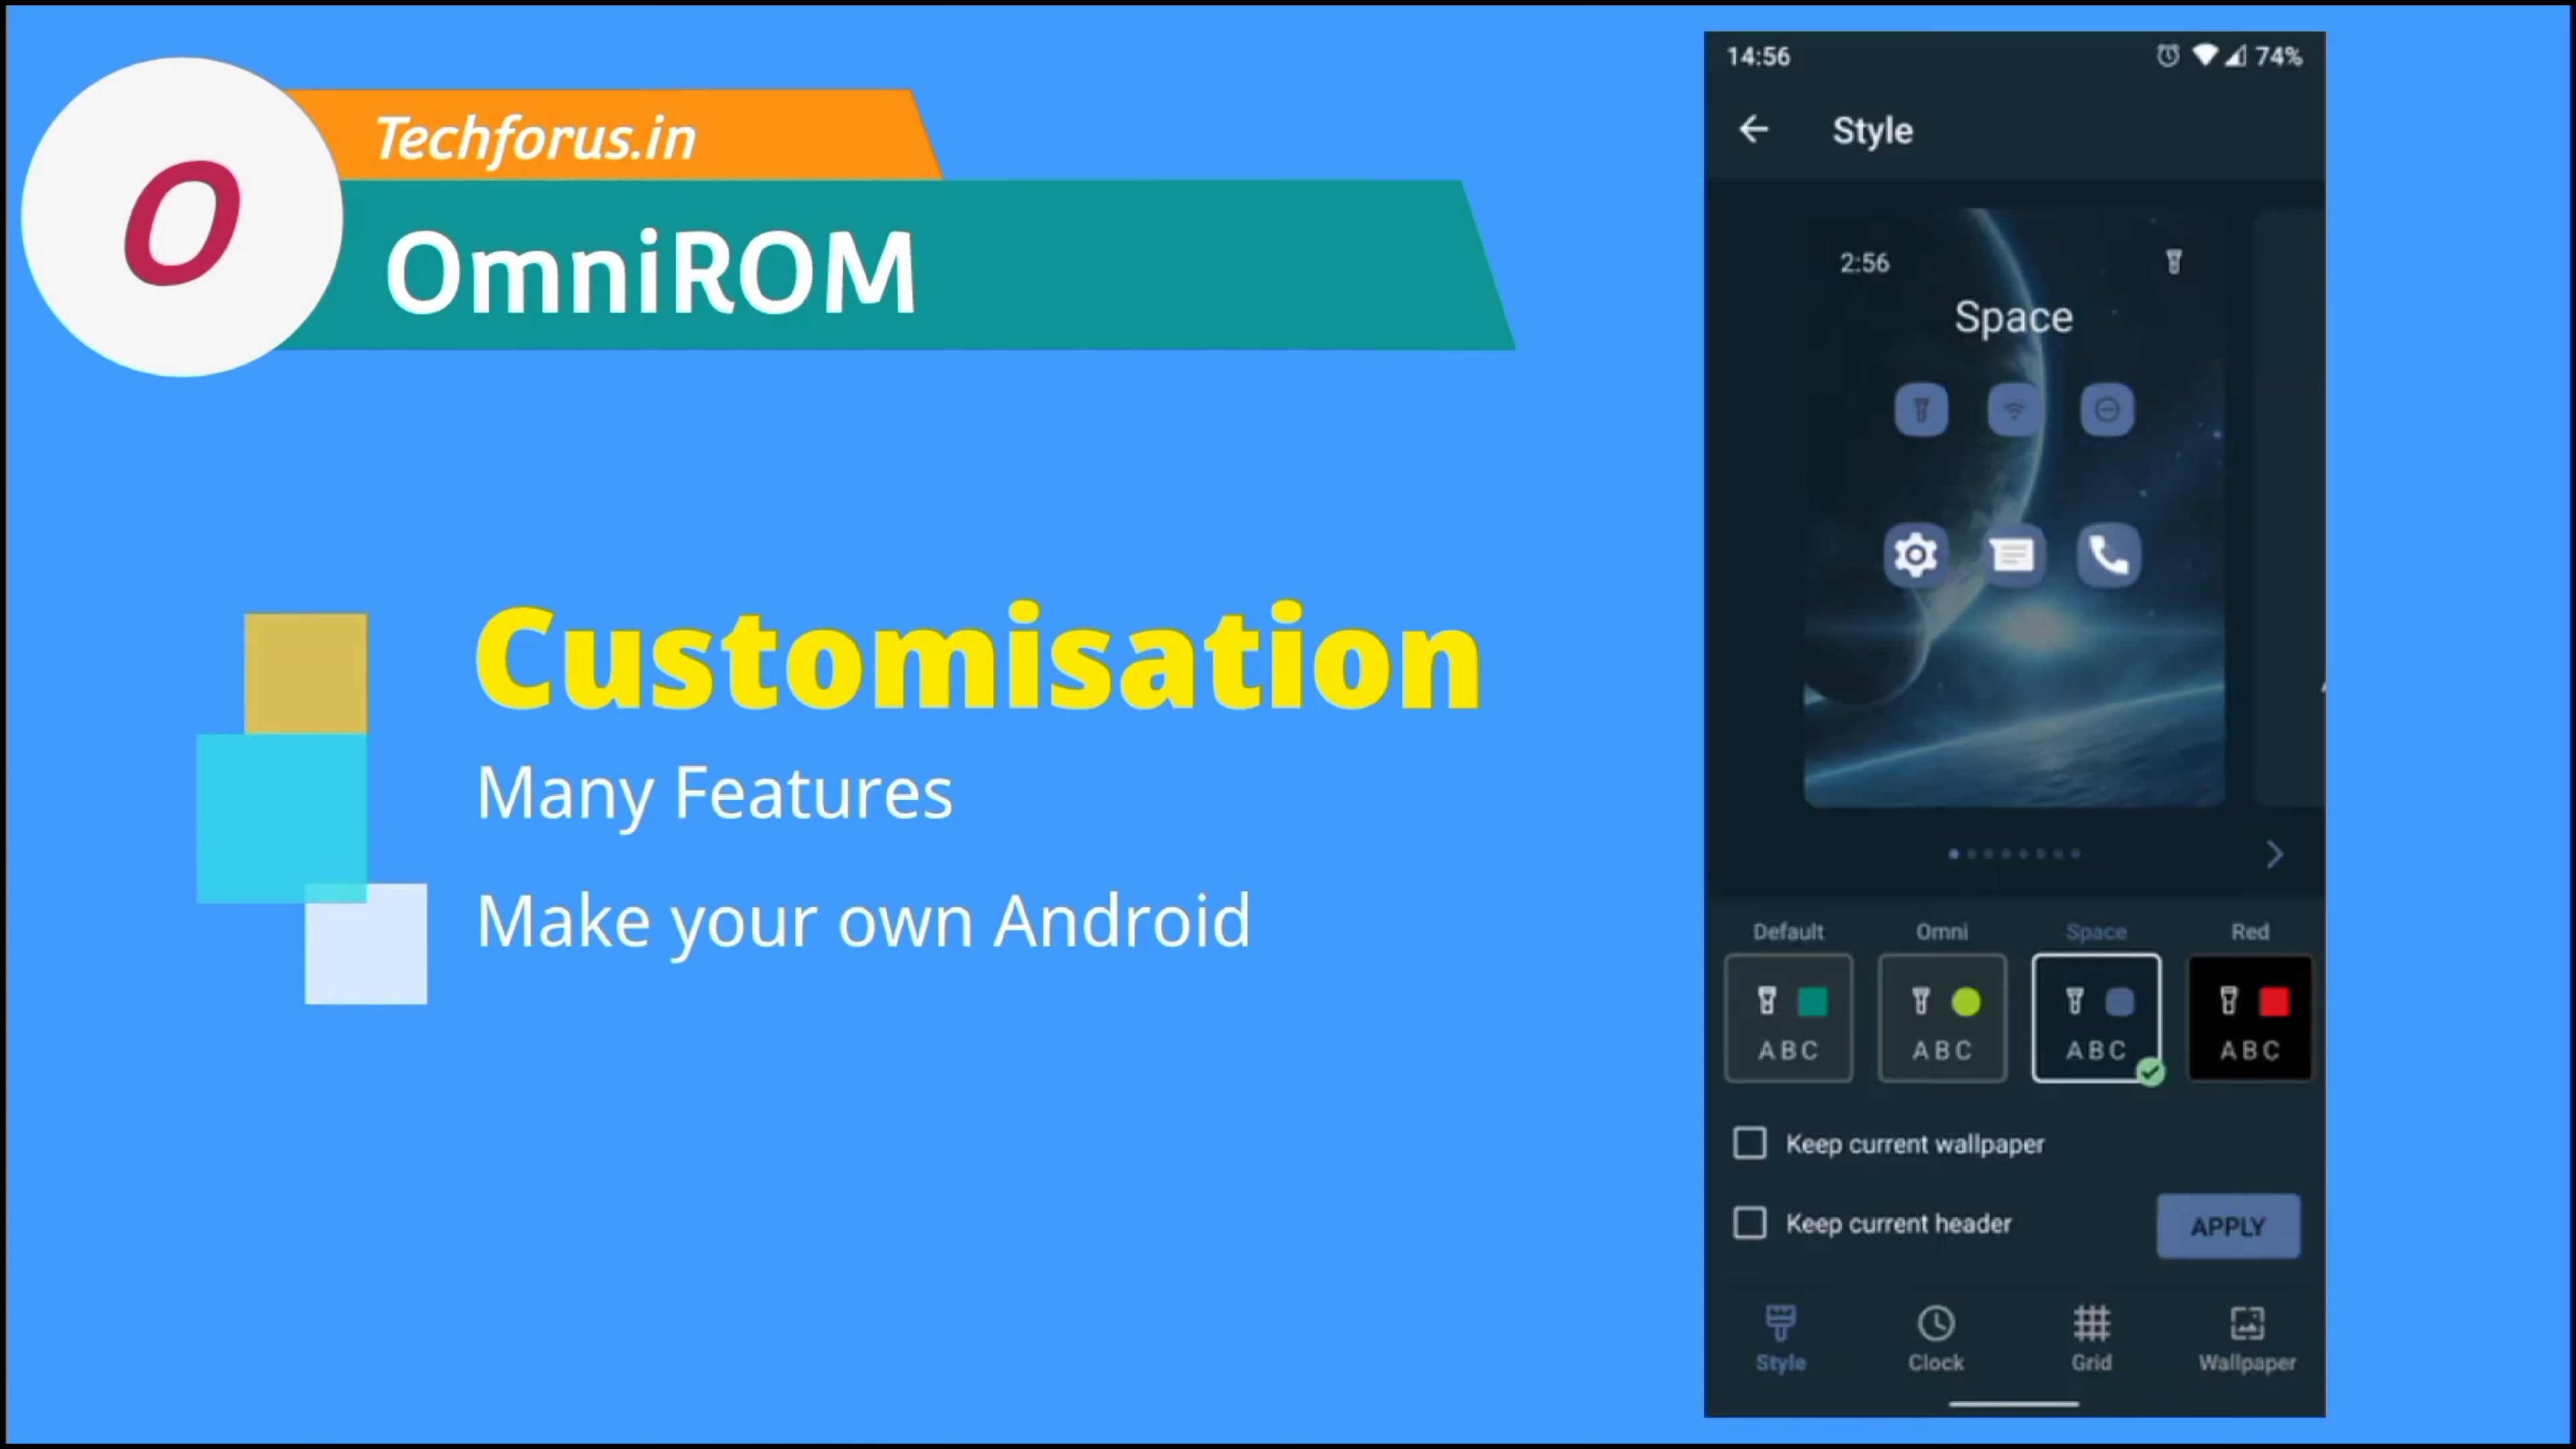 O
Techforus.in
OmniROM
Customisation
Many Features
Make your own Android
14:56
74%
Style
2:56
Space
Default Omni Space Red
ABC ABC ABC ABC
Keep current wallpaper
Keep current header
APPLY
Style Clock Grid Wallpaper